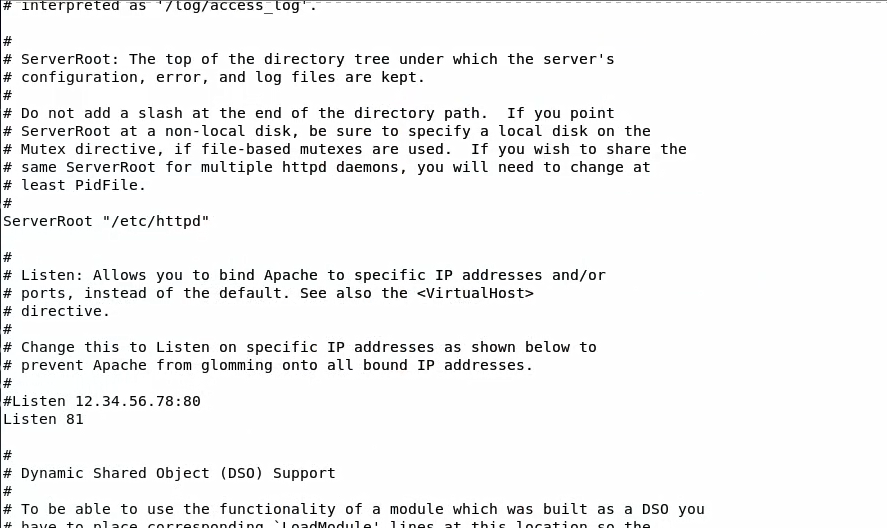 # interpreted as '/log/access_log'.

#
# ServerRoot: The top of the directory tree under which the server's
# configuration, error, and log files are kept.
#
# Do not add a slash at the end of the directory path.  If you point
# ServerRoot at a non-local disk, be sure to specify a local disk on the
# Mutex directive, if file-based mutexes are used.  If you wish to share the
# same ServerRoot for multiple httpd daemons, you will need to change at
# least PidFile.
#
ServerRoot "/etc/httpd"

#
# Listen: Allows you to bind Apache to specific IP addresses and/or
# ports, instead of the default. See also the <VirtualHost>
# directive.
#
# Change this to Listen on specific IP addresses as shown below to
# prevent Apache from glomming onto all bound IP addresses.
#
#Listen 12.34.56.78:80
Listen 81

#
# Dynamic Shared Object (DSO) Support
#
# To be able to use the functionality of a module which was built as a DSO you
# have to place corresponding `LoadModule' lines at this location so the